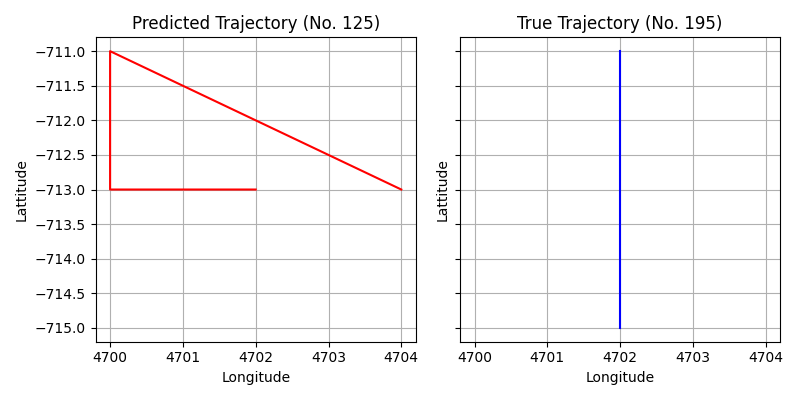 Predicted Trajectory (No. 125)
Lattitude
−711.0
−711.5
−712.0
−712.5
−713.0
−713.5
−714.0
−714.5
−715.0
4700 4701 4702 4703 4704
Longitude
True Trajectory (No. 195)
Lattitude
4700 4701 4702 4703 4704
Longitude